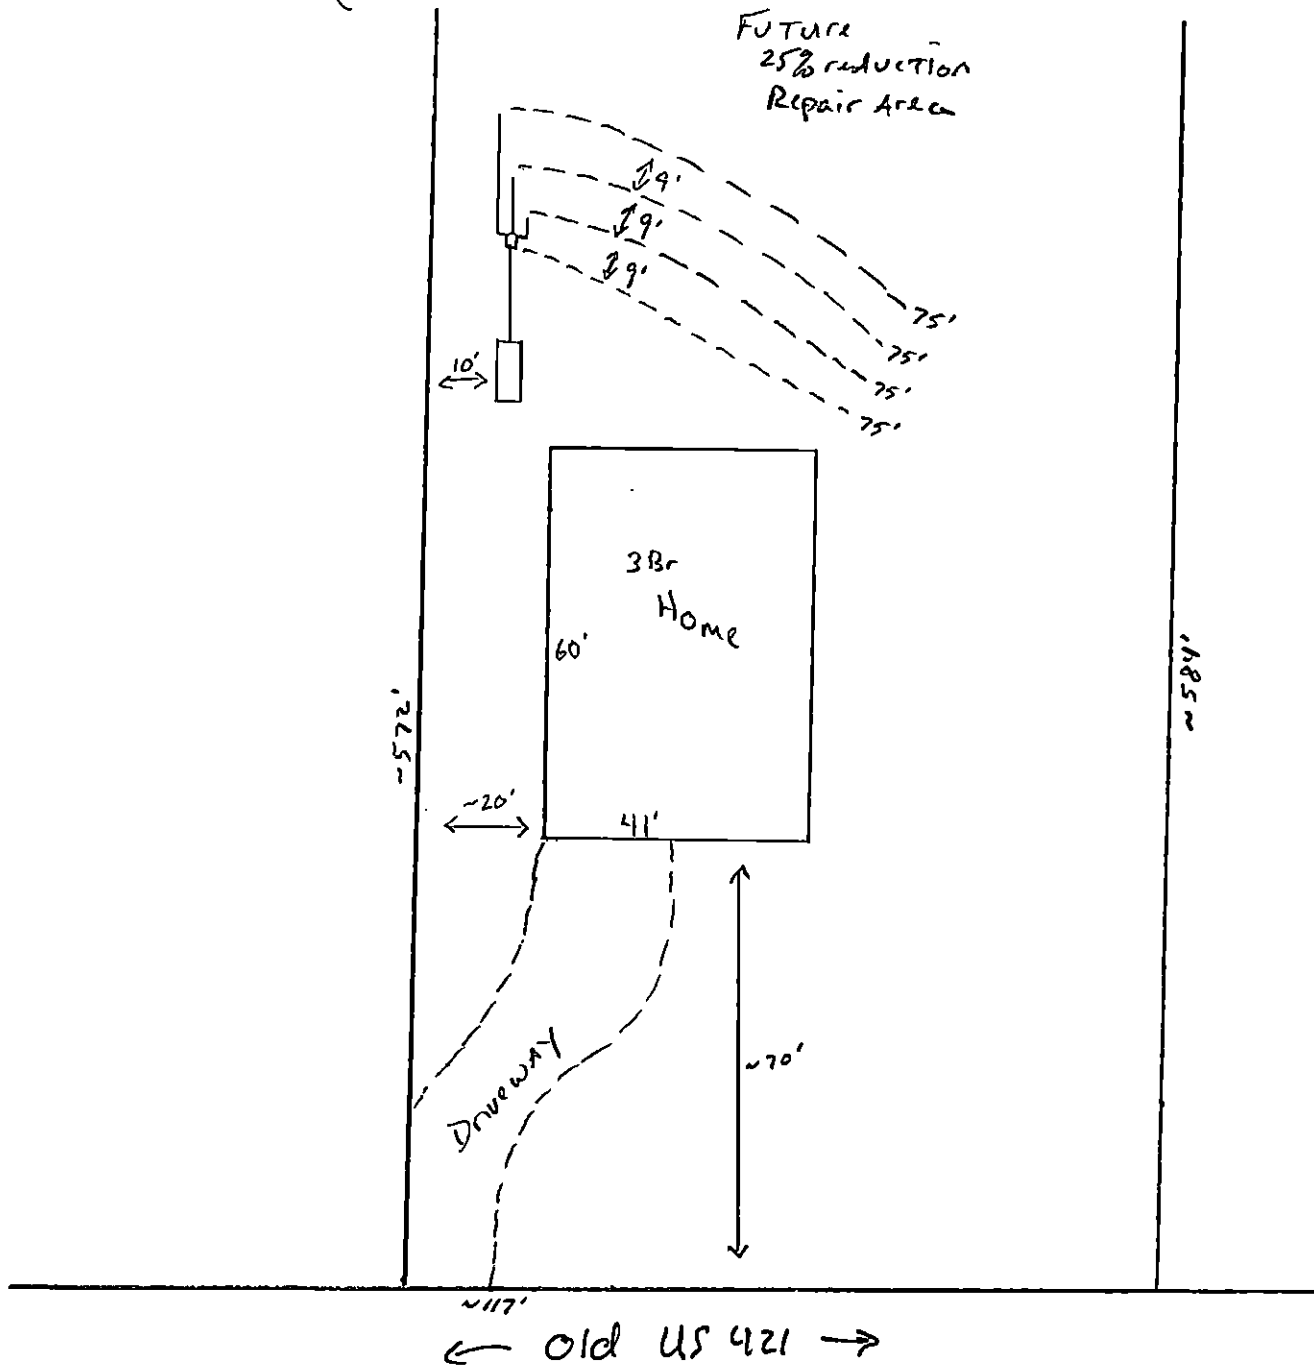 FUTURE
25% reduction
Repair Area
9'
9'
9'
75'
75'
75'
75'
10'
3Br
Home
60'
~572'
~584'
~20'
41'
~70'
Driveway
~117'
← old US 421 →